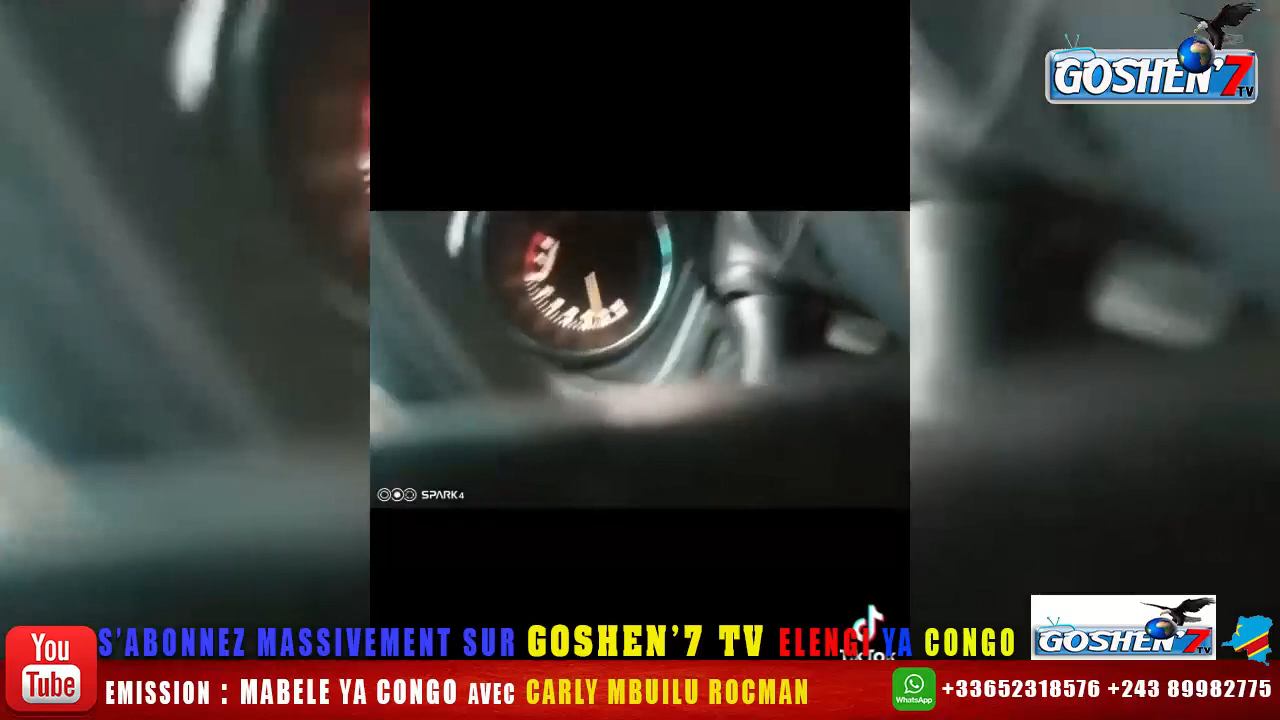 GOSHEN'7 TV
SPARK4
TikTok
S'ABONNEZ MASSIVEMENT SUR GOSHEN'7 TV ELENGI YA CONGO
GOSHEN'7 TV
You Tube
EMISSION : MABELE YA CONGO AVEC CARLY MBUILU ROCMAN
WhatsApp
+33652318576 +243 89982775